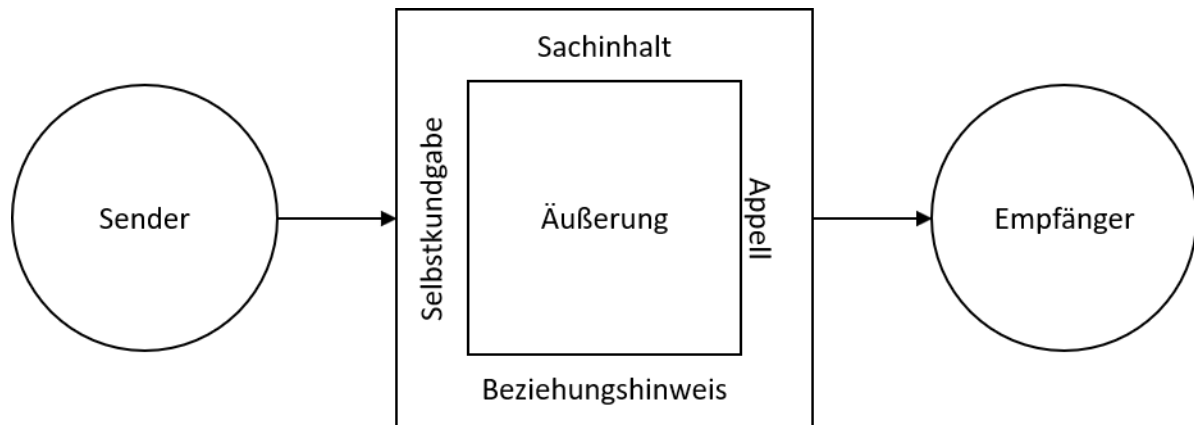 Sachinhalt
Sender
Selbstkundgabe
Äußerung
Appell
Empfänger
Beziehungshinweis